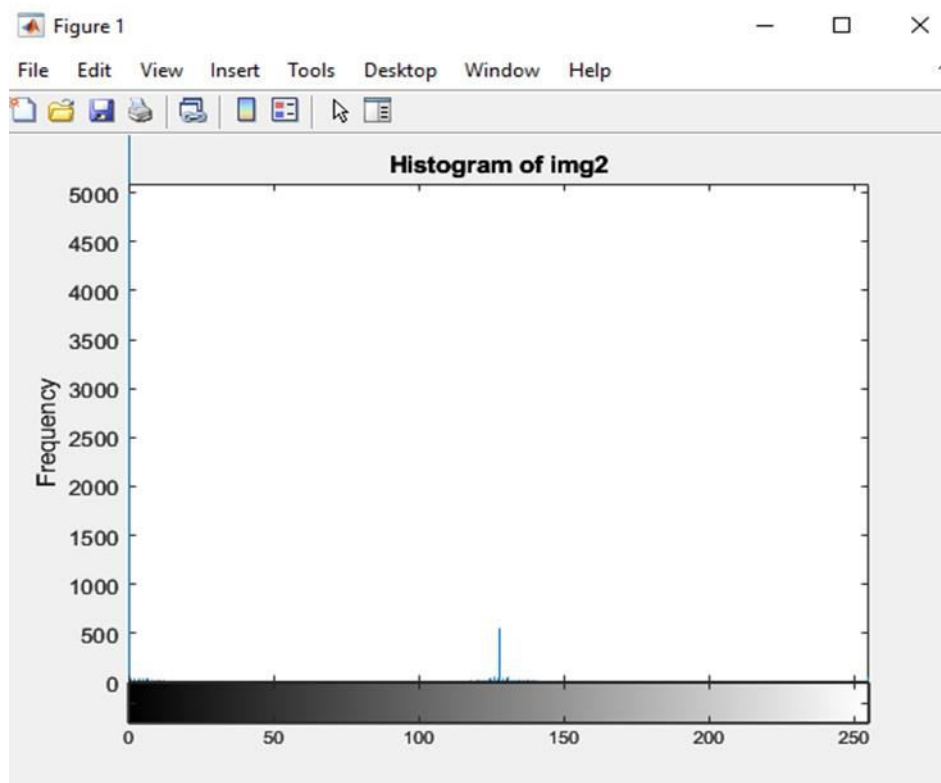 Figure 1
File Edit View Insert Tools Desktop Window Help
Histogram of img2
5000
4500
4000
3500
3000
2500
2000
1500
1000
500
0
Frequency
0 50 100 150 200 250